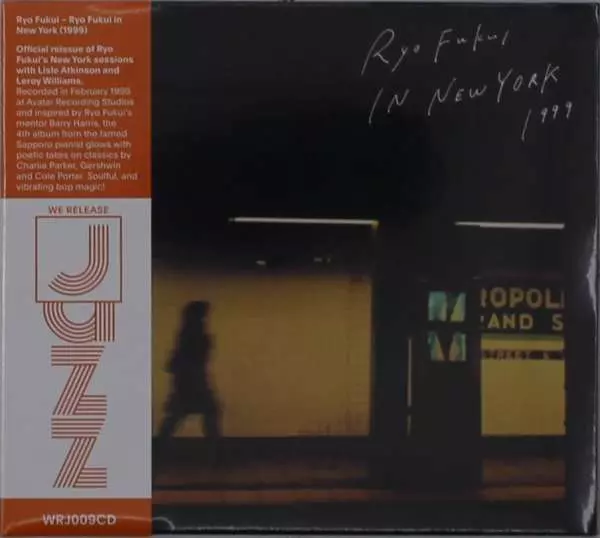 Ryo Fukui – Ryo Fukui in
New York (1999)
Official reissue of Ryo
Fukui's New York sessions
with Lisle Atkinson and
Leroy Williams.
Recorded in February 1999
at Avatar Recording Studios
and inspired by Ryo Fukui's
mentor Barry Harris, the
4th album from the famed
Sapporo pianist glows with
poetic takes on classics by
Charlie Parker, Gershwin
and Cole Porter. Soulful, and
vibrating bop magic!
WE RELEASE
Jazz
WRJ009CD
Ryo Fukui
IN NEW YORK
1999
ROPOLI
AND S
STREET &